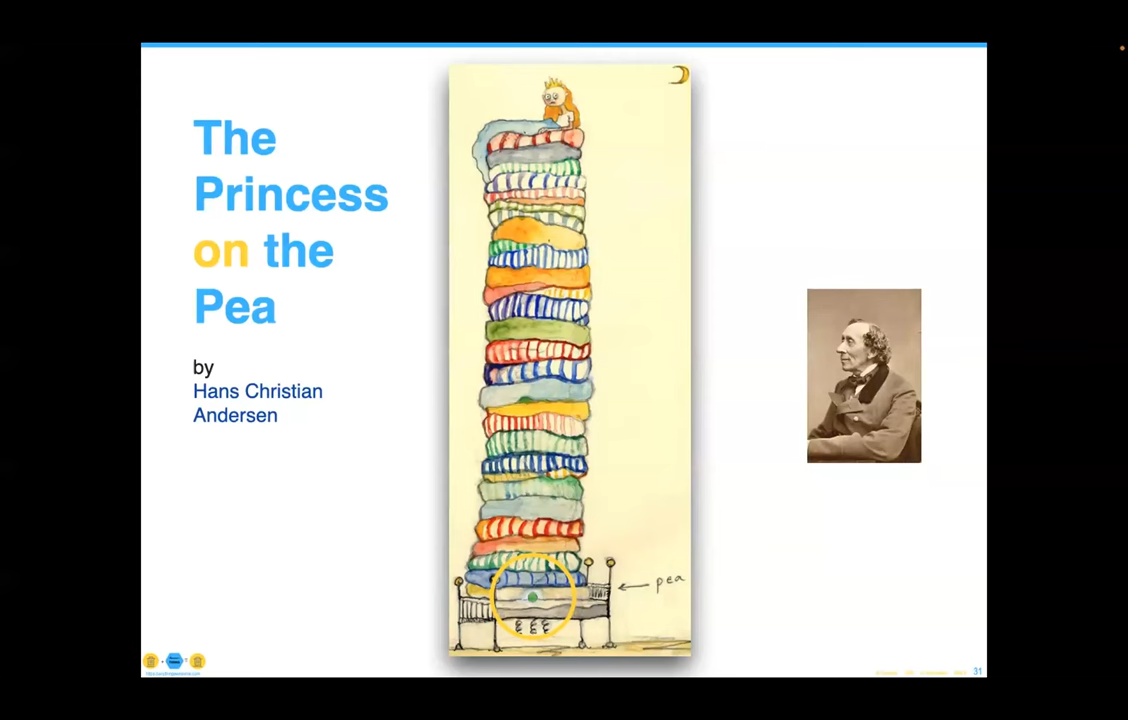 The
Princess
on the
Pea
by
Hans Christian
Andersen
pea
31